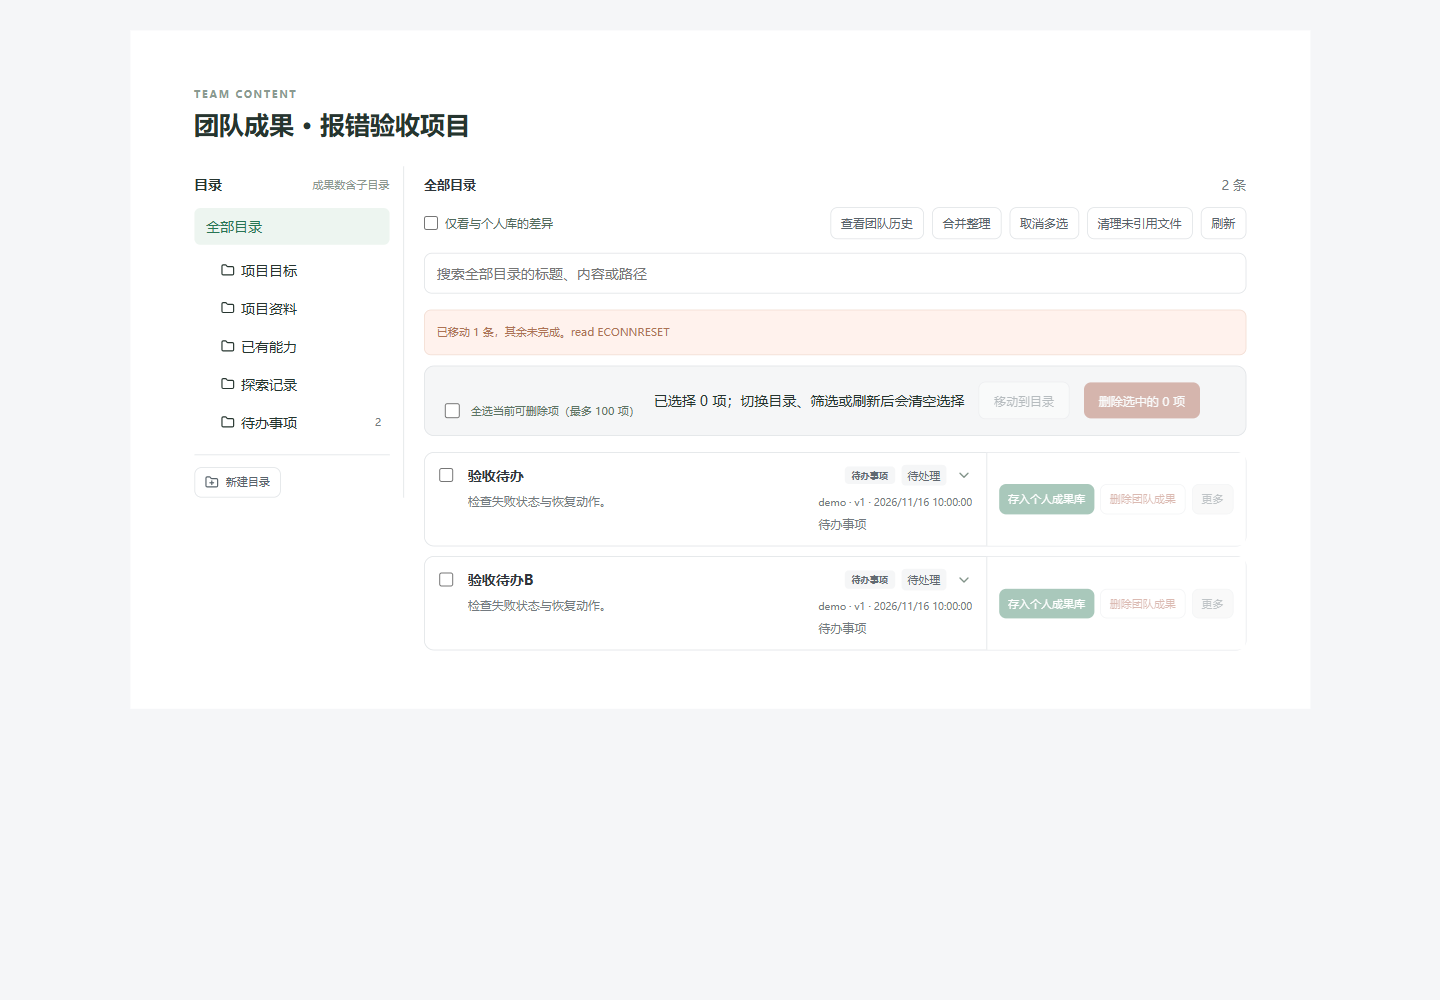 TEAM CONTENT
团队成果 · 报错验收项目
目录
成果数含子目录
全部目录
项目目标
项目资料
已有能力
探索记录
待办事项 2
新建目录
全部目录
2 条
仅看与个人库的差异
查看团队历史
合并整理
取消多选
清理未引用文件
刷新
搜索全部目录的标题、内容或路径
已移动 1 条，其余未完成。read ECONNRESET
全选当前可删除项（最多 100 项）
已选择 0 项；切换目录、筛选或刷新后会清空选择
移动到目录
删除选中的 0 项
验收待办
待办事项
待处理
检查失败状态与恢复动作。
demo · v1 · 2026/11/16 10:00:00
待办事项
存入个人成果库
删除团队成果
更多
验收待办B
待办事项
待处理
检查失败状态与恢复动作。
demo · v1 · 2026/11/16 10:00:00
待办事项
存入个人成果库
删除团队成果
更多